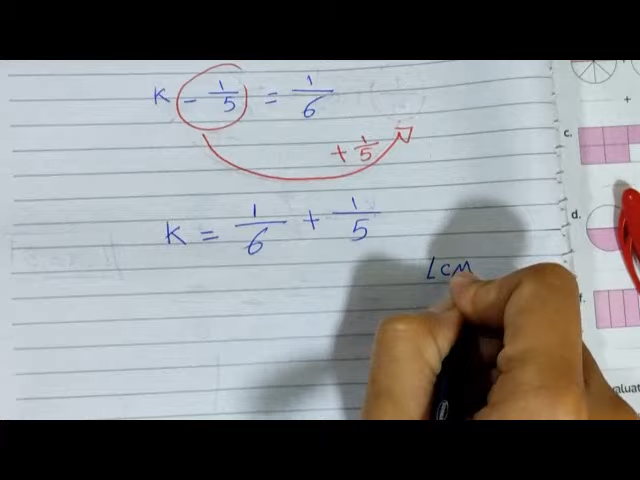 K - 1/5 = 1/6
+ 1/5
K = 1/6 + 1/5
LCM
+
c.
d.
f.